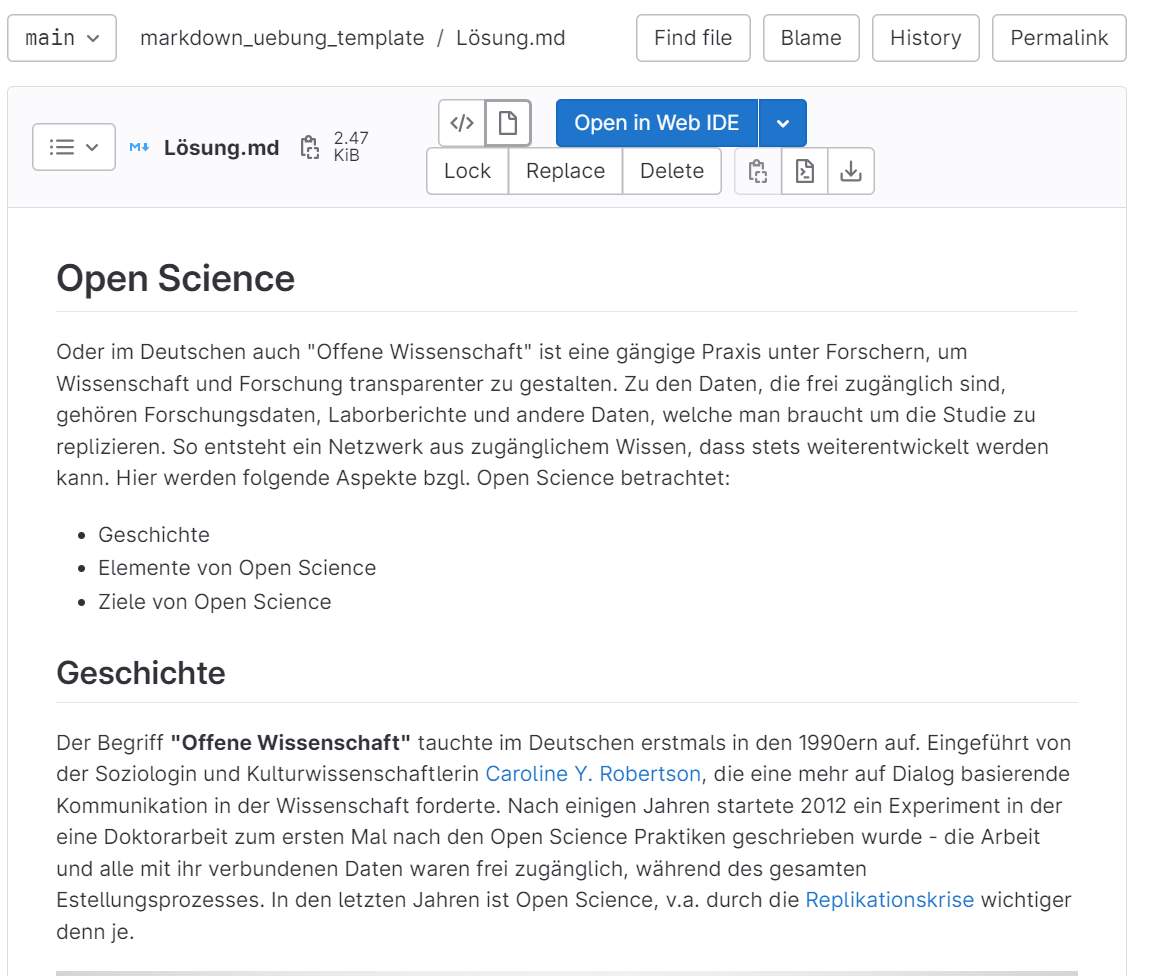 main
markdown_uebung_template / Lösung.md
Find file
Blame
History
Permalink
Lösung.md
2.47
KiB
Open in Web IDE
Lock
Replace
Delete
Open Science
Oder im Deutschen auch "Offene Wissenschaft" ist eine gängige Praxis unter Forschern, um
Wissenschaft und Forschung transparenter zu gestalten. Zu den Daten, die frei zugänglich sind,
gehören Forschungsdaten, Laborberichte und andere Daten, welche man braucht um die Studie zu
replizieren. So entsteht ein Netzwerk aus zugänglichem Wissen, dass stets weiterentwickelt werden
kann. Hier werden folgende Aspekte bzgl. Open Science betrachtet:
• Geschichte
• Elemente von Open Science
• Ziele von Open Science
Geschichte
Der Begriff "Offene Wissenschaft" tauchte im Deutschen erstmals in den 1990ern auf. Eingeführt von
der Soziologin und Kulturwissenschaftlerin Caroline Y. Robertson, die eine mehr auf Dialog basierende
Kommunikation in der Wissenschaft forderte. Nach einigen Jahren startete 2012 ein Experiment in der
eine Doktorarbeit zum ersten Mal nach den Open Science Praktiken geschrieben wurde - die Arbeit
und alle mit ihr verbundenen Daten waren frei zugänglich, während des gesamten
Estellungsprozesses. In den letzten Jahren ist Open Science, v.a. durch die Replikationskrise wichtiger
denn je.